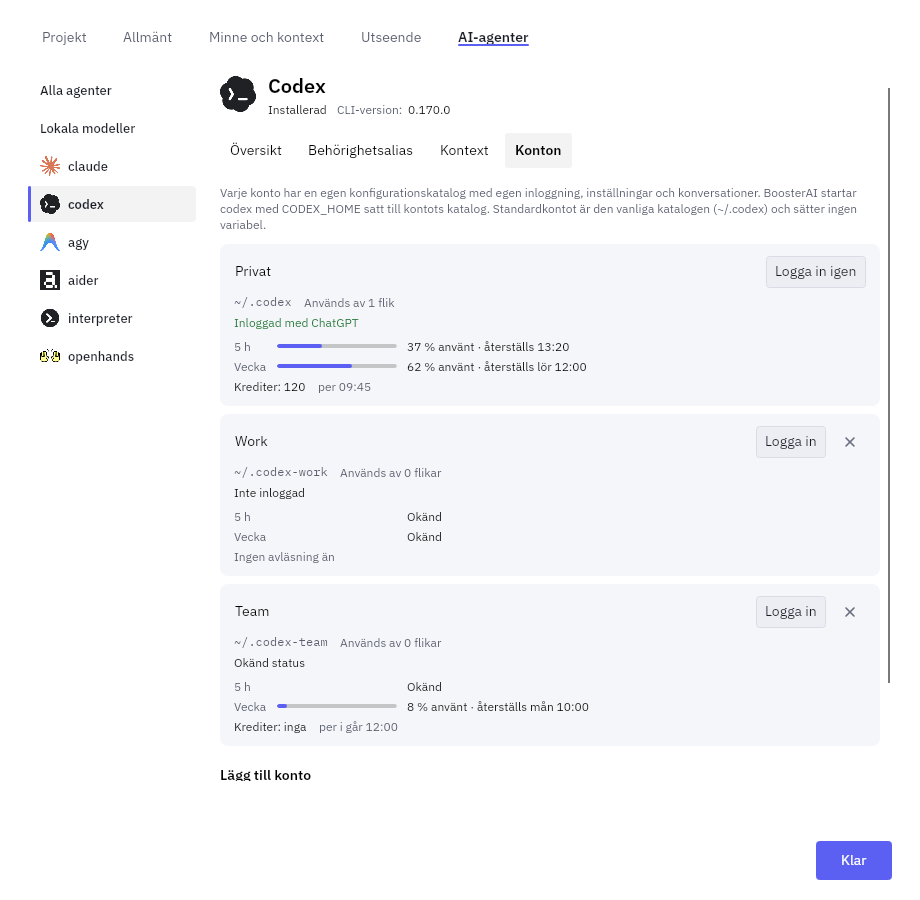 Projekt Allmänt Minne och kontext Utseende AI-agenter
Alla agenter
Lokala modeller
claude
codex
agy
aider
interpreter
openhands
Codex
Installerad CLI-version: 0.170.0
Översikt Behörighetsalias Kontext Konton
Varje konto har en egen konfigurationskatalog med egen inloggning, inställningar och konversationer. BoosterAI startar
codex med CODEX_HOME satt till kontots katalog. Standardkontot är den vanliga katalogen (~/.codex) och sätter ingen
variabel.
Privat Logga in igen
~/.codex Används av 1 flik
Inloggad med ChatGPT
5 h 37 % använt · återställs 13:20
Vecka 62 % använt · återställs lör 12:00
Krediter: 120 per 09:45
Work Logga in
~/.codex-work Används av 0 flikar
Inte inloggad
5 h Okänd
Vecka Okänd
Ingen avläsning än
Team Logga in
~/.codex-team Används av 0 flikar
Okänd status
5 h Okänd
Vecka 8 % använt · återställs mån 10:00
Krediter: inga per i går 12:00
Lägg till konto
Klar